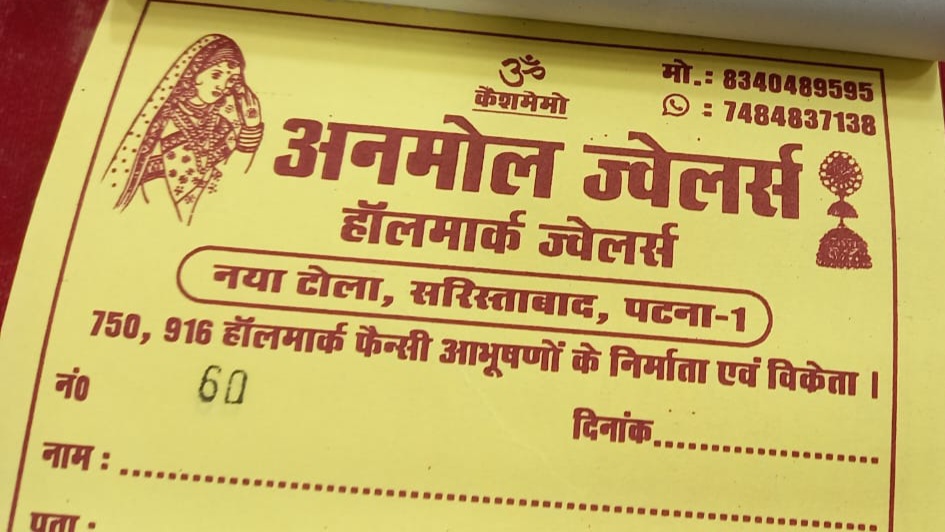 ॐ
कैशमेमो
मो.: 8340489595
: 7484837138
अनमोल ज्वेलर्स
हॉलमार्क ज्वेलर्स
नया टोला, सरिस्ताबाद, पटना-1
750, 916 हॉलमार्क फैन्सी आभूषणों के निर्माता एवं विक्रेता ।
नं0 60
दिनांक....................
नाम : ............................................................
पता :